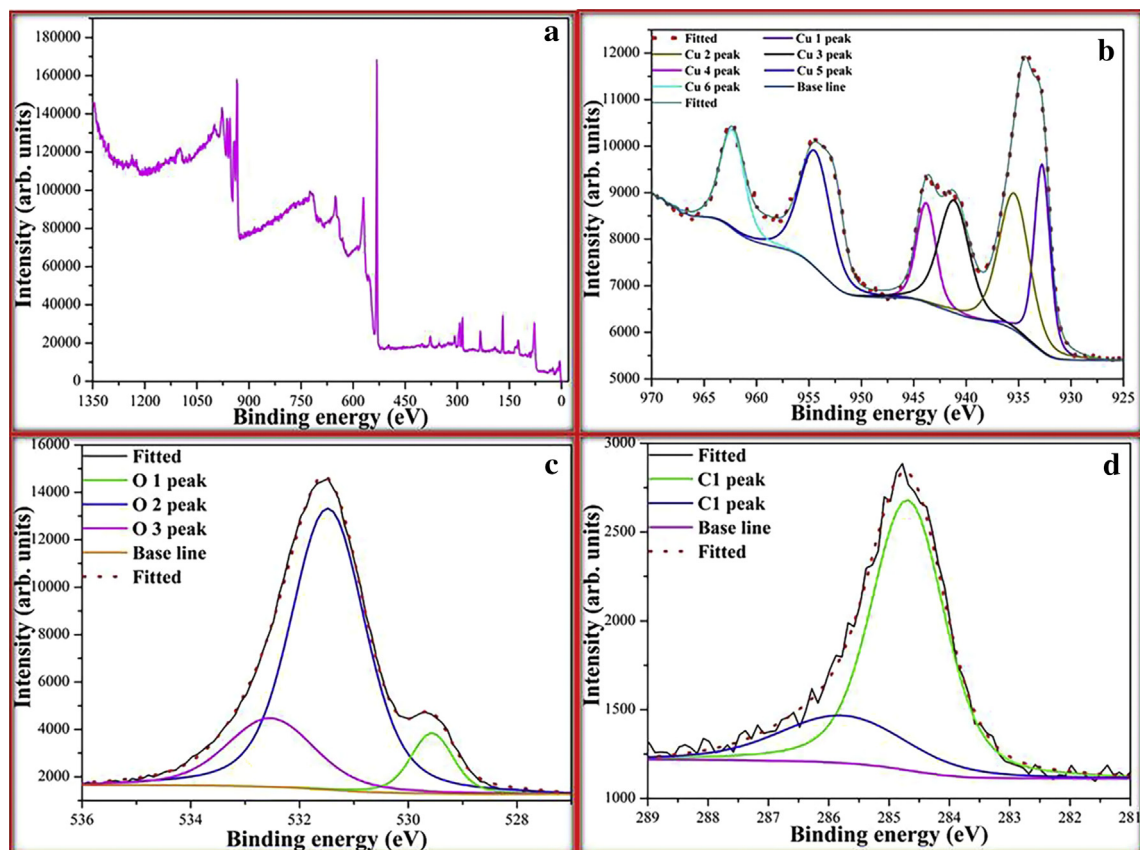 a
180000
160000
140000
120000
100000
80000
60000
40000
20000
0
Intensity (arb. units)
1350 1200 1050 900 750 600 450 300 150 0
Binding energy (eV)
b
Fitted Cu 1 peak
Cu 2 peak Cu 3 peak
Cu 4 peak Cu 5 peak
Cu 6 peak Base line
Fitted
12000
11000
10000
9000
8000
7000
6000
5000
Intensity (arb. units)
970 965 960 955 950 945 940 935 930 925
Binding energy (eV)
c
Fitted
O 1 peak
O 2 peak
O 3 peak
Base line
Fitted
16000
14000
12000
10000
8000
6000
4000
2000
Intensity (arb. units)
536 534 532 530 528
Binding energy (eV)
d
Fitted
C1 peak
C1 peak
Base line
Fitted
3000
2500
2000
1500
1000
Intensity (arb. units)
289 288 287 286 285 284 283 282 281
Binding energy (eV)